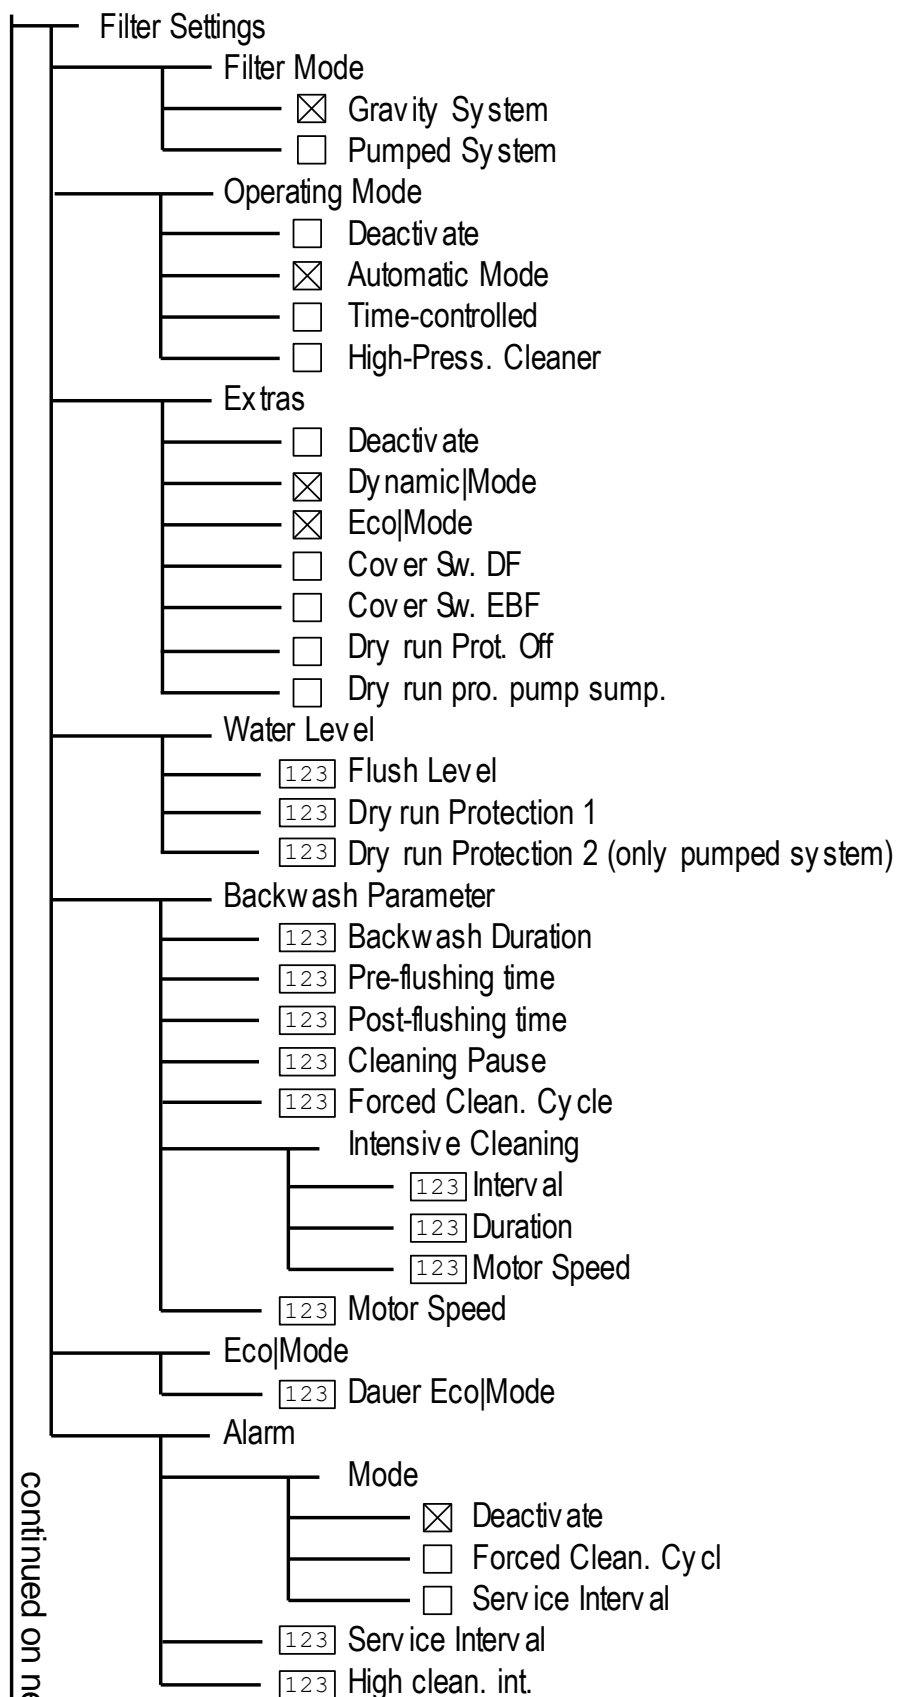 Filter Settings
Filter Mode
Gravity System
Pumped System
Operating Mode
Deactivate
Automatic Mode
Time-controlled
High-Press. Cleaner
Extras
Deactivate
Dynamic|Mode
Eco|Mode
Cover Sw. DF
Cover Sw. EBF
Dry run Prot. Off
Dry run pro. pump sump.
Water Level
123 Flush Level
123 Dry run Protection 1
123 Dry run Protection 2 (only pumped system)
Backwash Parameter
123 Backwash Duration
123 Pre-flushing time
123 Post-flushing time
123 Cleaning Pause
123 Forced Clean. Cycle
Intensive Cleaning
123 Interval
123 Duration
123 Motor Speed
123 Motor Speed
Eco|Mode
123 Dauer Eco|Mode
Alarm
Mode
Deactivate
Forced Clean. Cycl
Service Interval
123 Service Interval
123 High clean. int.
continued on ne